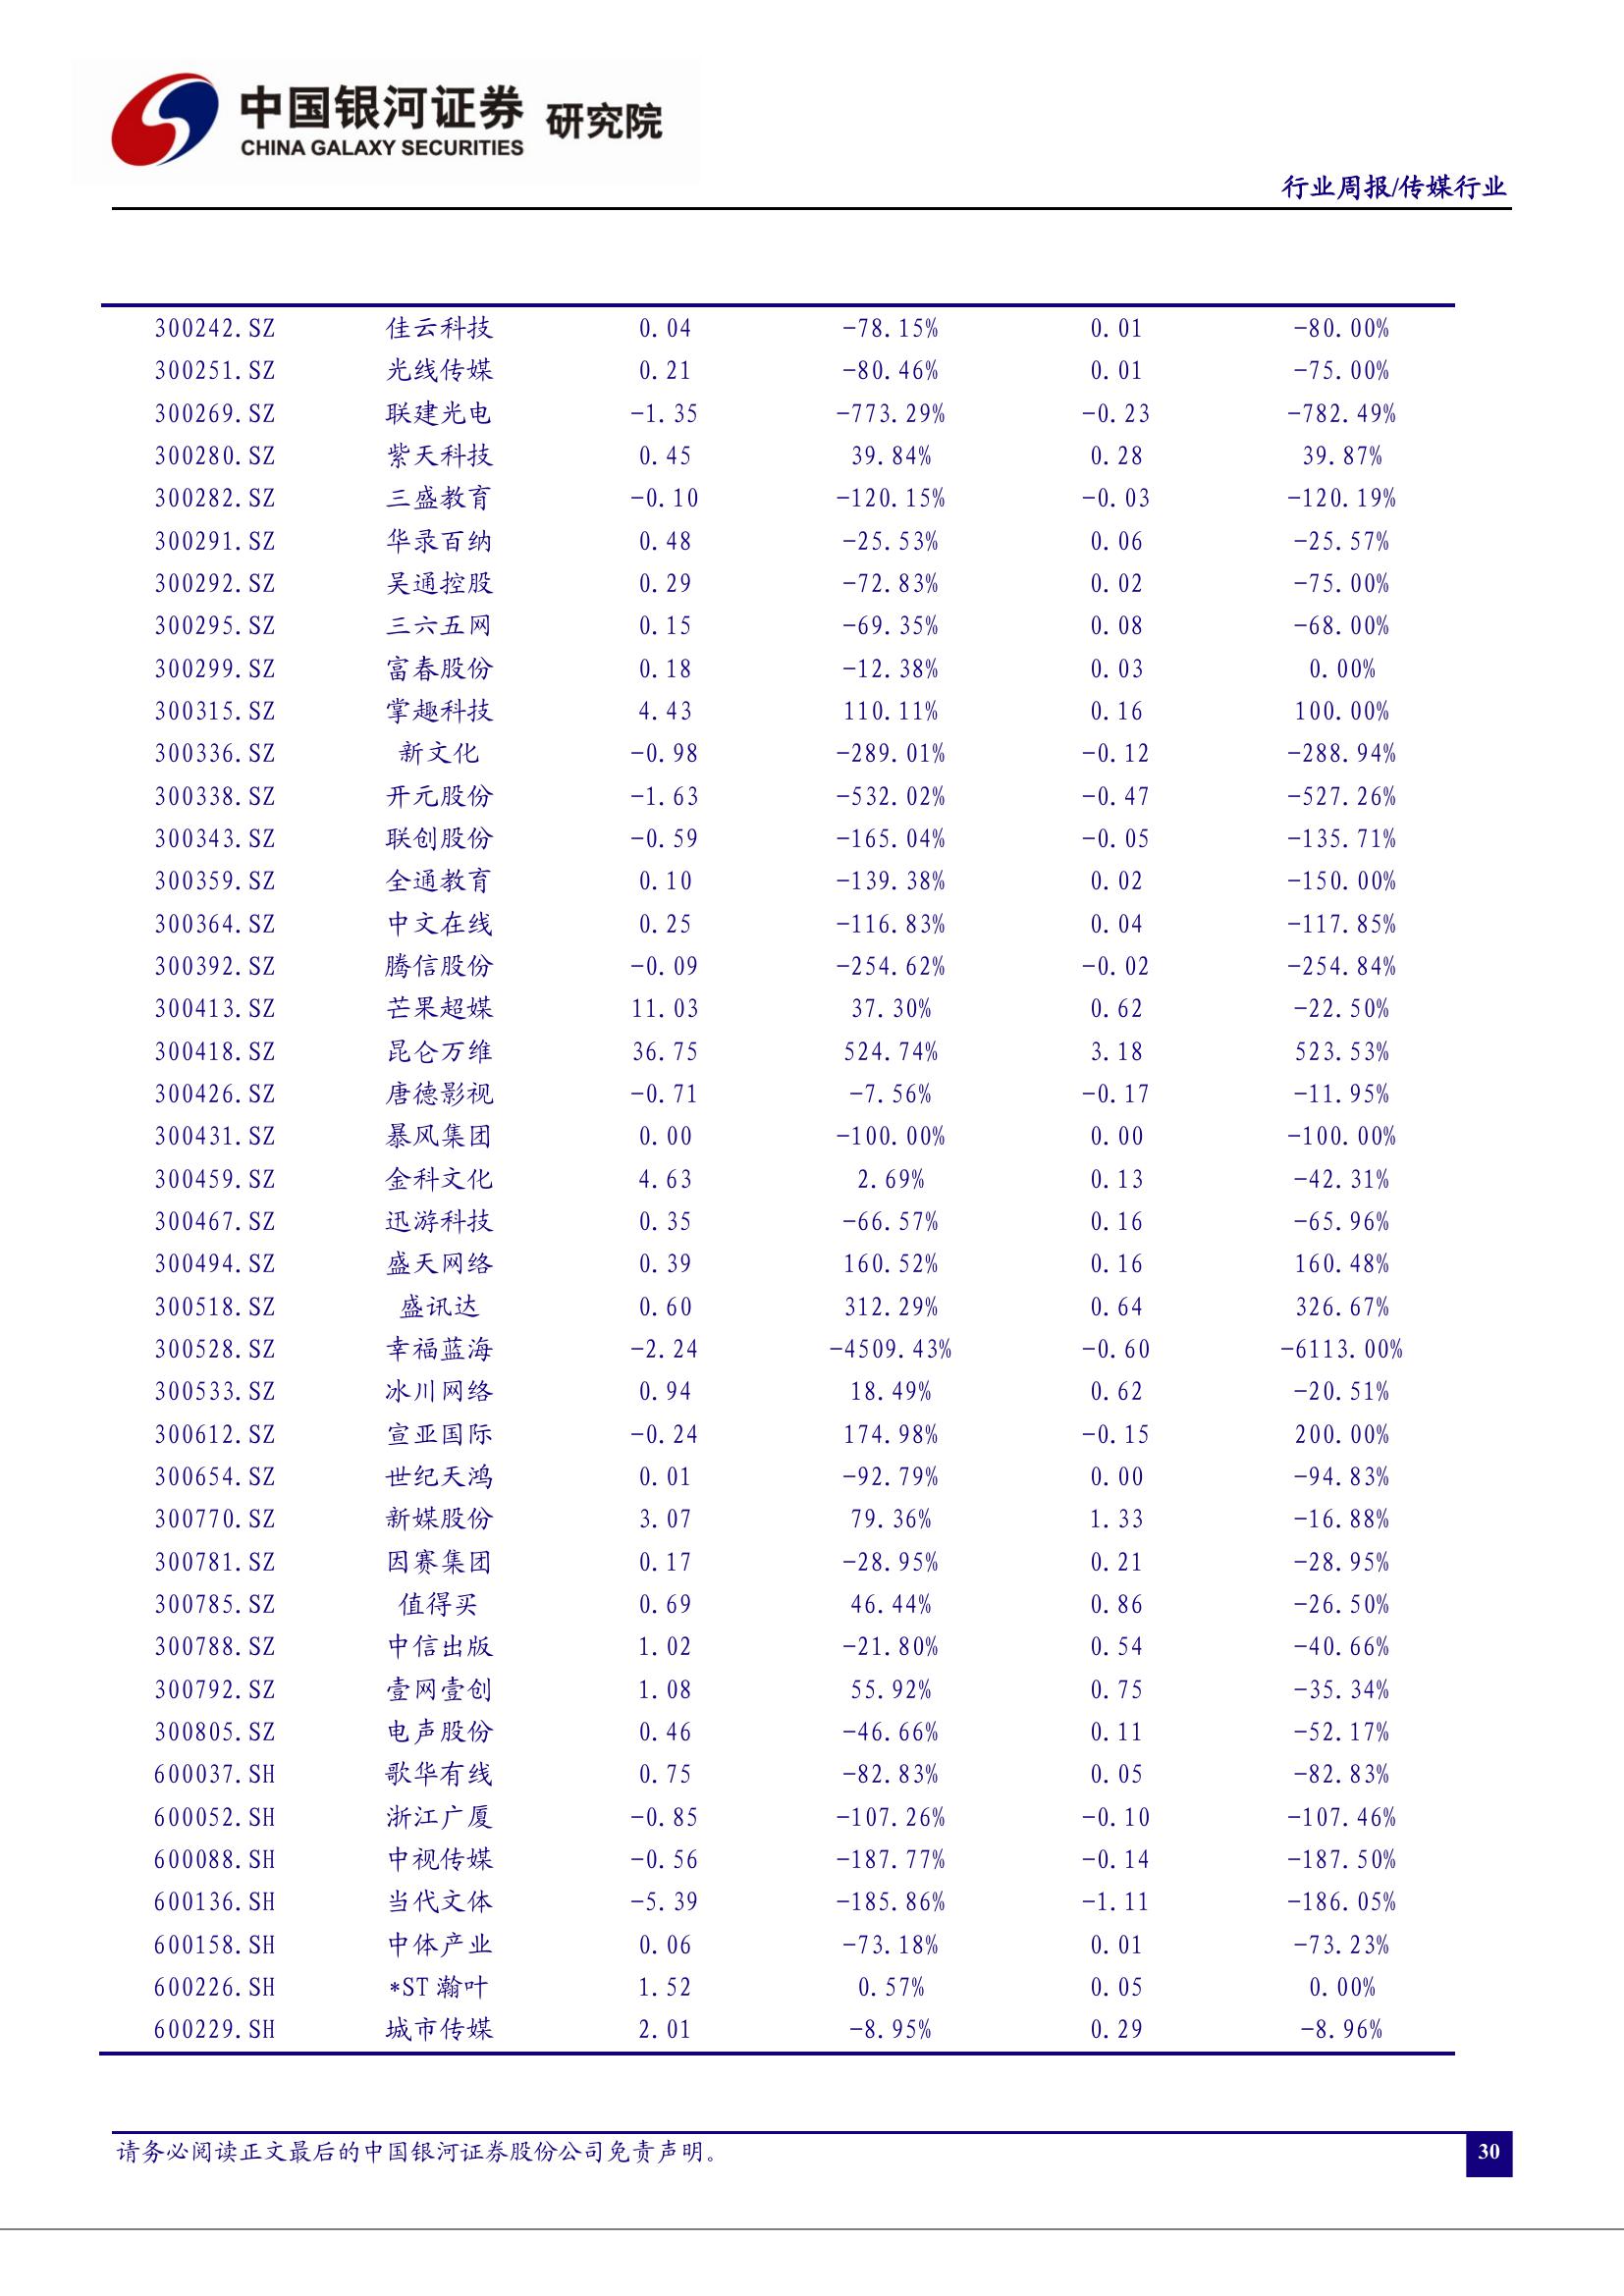 中国银河证券 研究院
CHINA GALAXY SECURITIES
行业周报/传媒行业
300242.SZ 佳云科技 0.04 -78.15% 0.01 -80.00%
300251.SZ 光线传媒 0.21 -80.46% 0.01 -75.00%
300269.SZ 联建光电 -1.35 -773.29% -0.23 -782.49%
300280.SZ 紫天科技 0.45 39.84% 0.28 39.87%
300282.SZ 三盛教育 -0.10 -120.15% -0.03 -120.19%
300291.SZ 华录百纳 0.48 -25.53% 0.06 -25.57%
300292.SZ 吴通控股 0.29 -72.83% 0.02 -75.00%
300295.SZ 三六五网 0.15 -69.35% 0.08 -68.00%
300299.SZ 富春股份 0.18 -12.38% 0.03 0.00%
300315.SZ 掌趣科技 4.43 110.11% 0.16 100.00%
300336.SZ 新文化 -0.98 -289.01% -0.12 -288.94%
300338.SZ 开元股份 -1.63 -532.02% -0.47 -527.26%
300343.SZ 联创股份 -0.59 -165.04% -0.05 -135.71%
300359.SZ 全通教育 0.10 -139.38% 0.02 -150.00%
300364.SZ 中文在线 0.25 -116.83% 0.04 -117.85%
300392.SZ 腾信股份 -0.09 -254.62% -0.02 -254.84%
300413.SZ 芒果超媒 11.03 37.30% 0.62 -22.50%
300418.SZ 昆仑万维 36.75 524.74% 3.18 523.53%
300426.SZ 唐德影视 -0.71 -7.56% -0.17 -11.95%
300431.SZ 暴风集团 0.00 -100.00% 0.00 -100.00%
300459.SZ 金科文化 4.63 2.69% 0.13 -42.31%
300467.SZ 迅游科技 0.35 -66.57% 0.16 -65.96%
300494.SZ 盛天网络 0.39 160.52% 0.16 160.48%
300518.SZ 盛讯达 0.60 312.29% 0.64 326.67%
300528.SZ 幸福蓝海 -2.24 -4509.43% -0.60 -6113.00%
300533.SZ 冰川网络 0.94 18.49% 0.62 -20.51%
300612.SZ 宣亚国际 -0.24 174.98% -0.15 200.00%
300654.SZ 世纪天鸿 0.01 -92.79% 0.00 -94.83%
300770.SZ 新媒股份 3.07 79.36% 1.33 -16.88%
300781.SZ 因赛集团 0.17 -28.95% 0.21 -28.95%
300785.SZ 值得买 0.69 46.44% 0.86 -26.50%
300788.SZ 中信出版 1.02 -21.80% 0.54 -40.66%
300792.SZ 壹网壹创 1.08 55.92% 0.75 -35.34%
300805.SZ 电声股份 0.46 -46.66% 0.11 -52.17%
600037.SH 歌华有线 0.75 -82.83% 0.05 -82.83%
600052.SH 浙江广厦 -0.85 -107.26% -0.10 -107.46%
600088.SH 中视传媒 -0.56 -187.77% -0.14 -187.50%
600136.SH 当代文体 -5.39 -185.86% -1.11 -186.05%
600158.SH 中体产业 0.06 -73.18% 0.01 -73.23%
600226.SH *ST瀚叶 1.52 0.57% 0.05 0.00%
600229.SH 城市传媒 2.01 -8.95% 0.29 -8.96%
请务必阅读正文最后的中国银河证券股份公司免责声明。
30